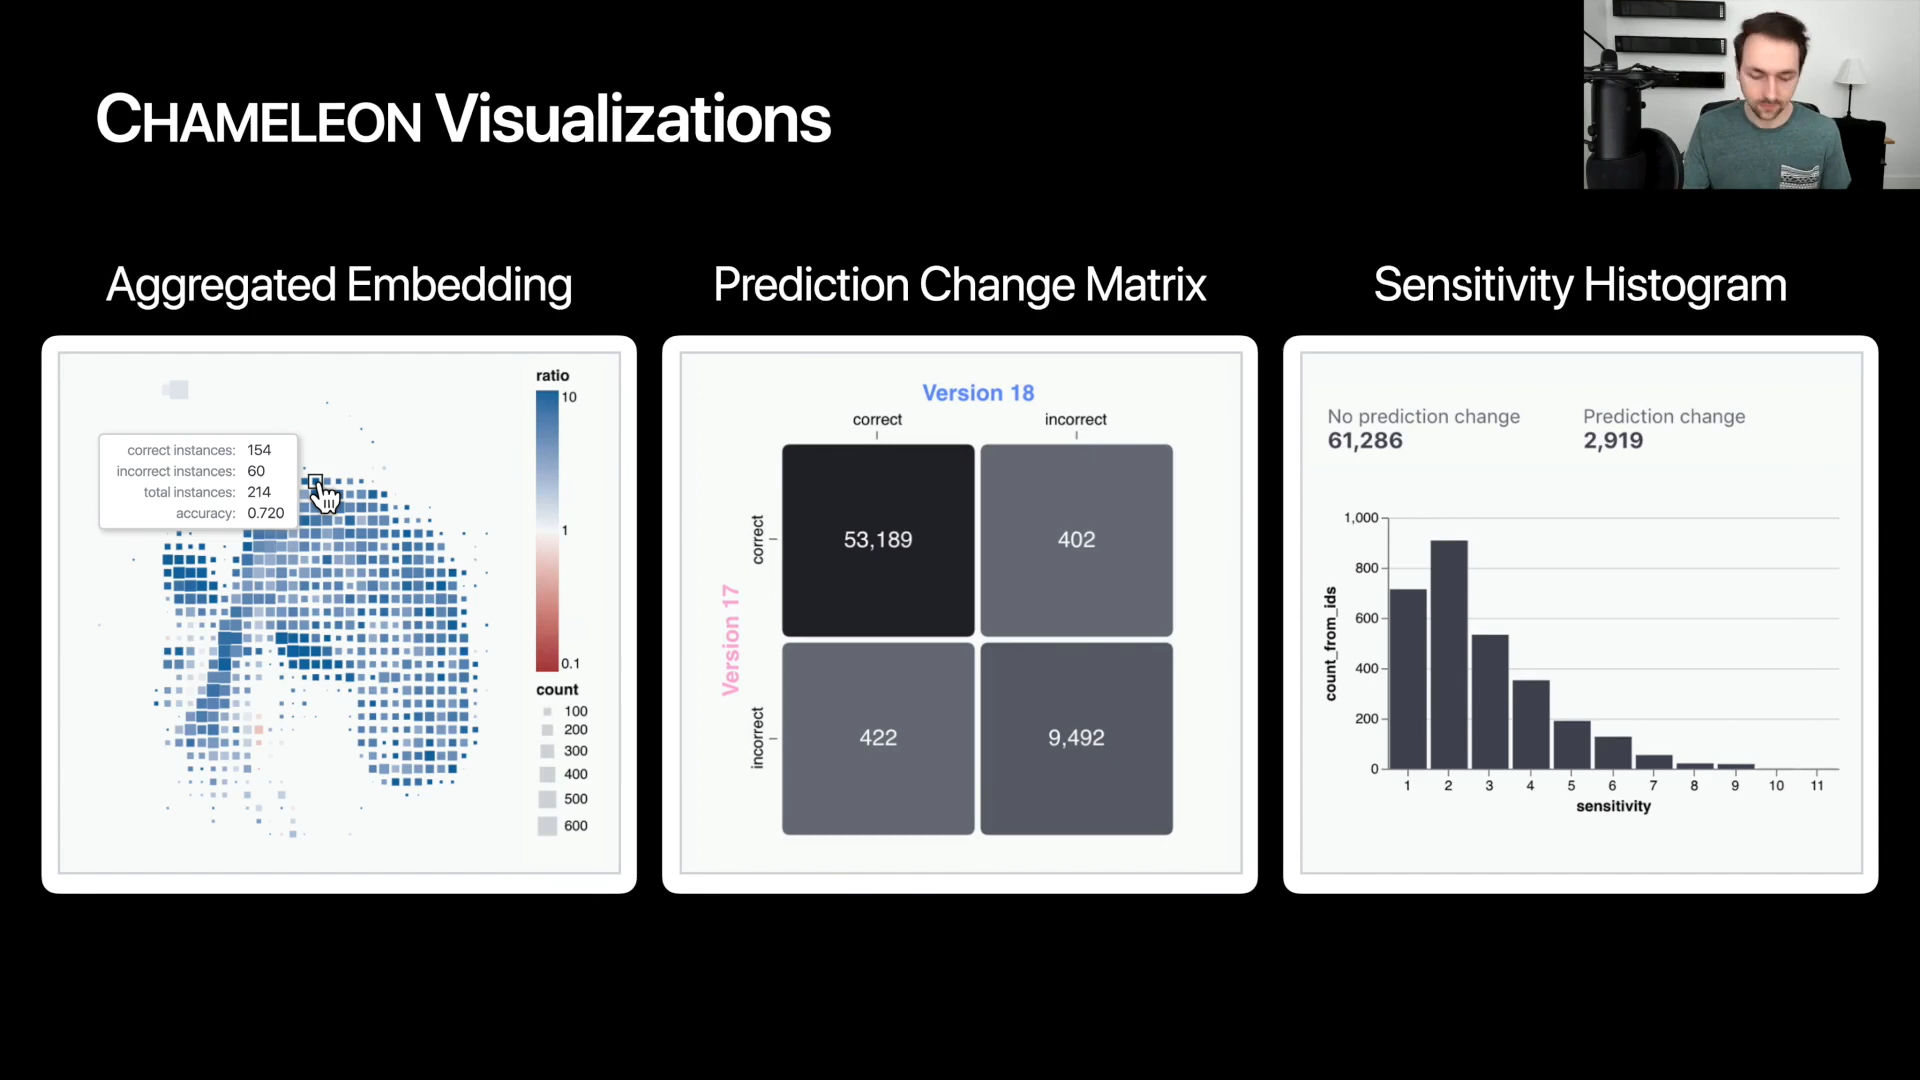 CHAMELEON Visualizations
Aggregated Embedding
ratio
10
1
0.1
correct instances: 154
incorrect instances: 60
total instances: 214
accuracy: 0.720
count
100
200
300
400
500
600
Prediction Change Matrix
Version 18
correct incorrect
Version 17
correct
53,189 402
incorrect
422 9,492
Sensitivity Histogram
No prediction change Prediction change
61,286 2,919
count_from_ids
1,000
800
600
400
200
0
1 2 3 4 5 6 7 8 9 10 11
sensitivity